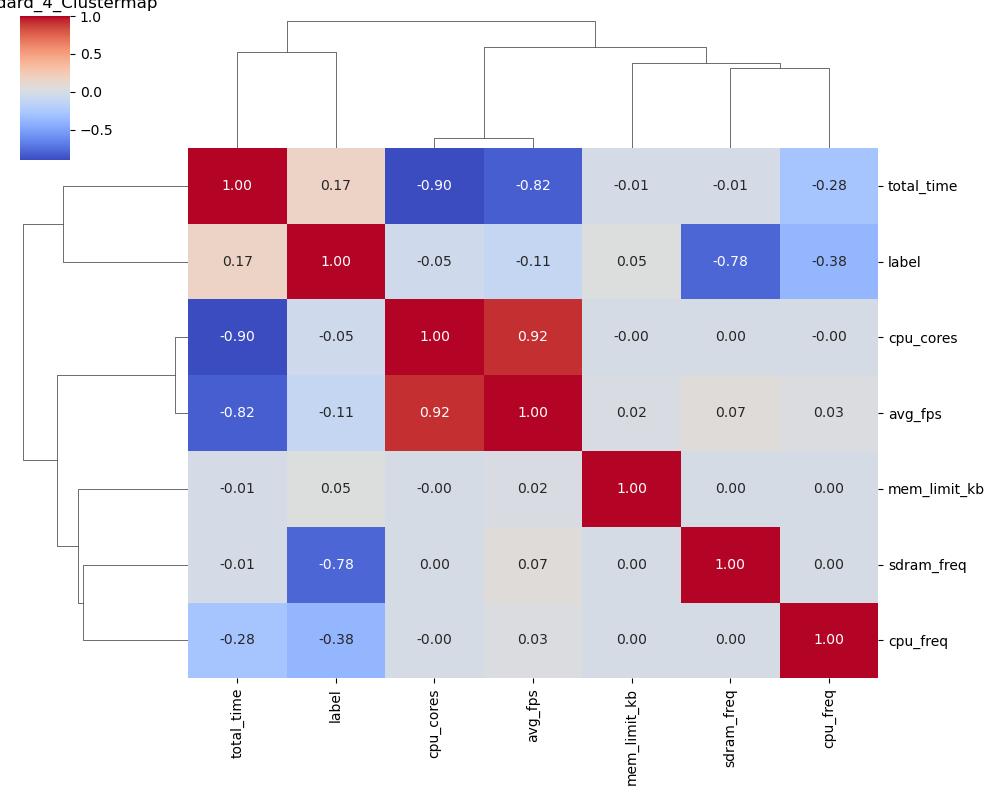 dard_4_Clustermap
1.0
0.5
0.0
−0.5
1.00 0.17 -0.90 -0.82 -0.01 -0.01 -0.28 total_time
0.17 1.00 -0.05 -0.11 0.05 -0.78 -0.38 label
-0.90 -0.05 1.00 0.92 -0.00 0.00 -0.00 cpu_cores
-0.82 -0.11 0.92 1.00 0.02 0.07 0.03 avg_fps
-0.01 0.05 -0.00 0.02 1.00 0.00 0.00 mem_limit_kb
-0.01 -0.78 0.00 0.07 0.00 1.00 0.00 sdram_freq
-0.28 -0.38 -0.00 0.03 0.00 0.00 1.00 cpu_freq
total_time
label
cpu_cores
avg_fps
mem_limit_kb
sdram_freq
cpu_freq